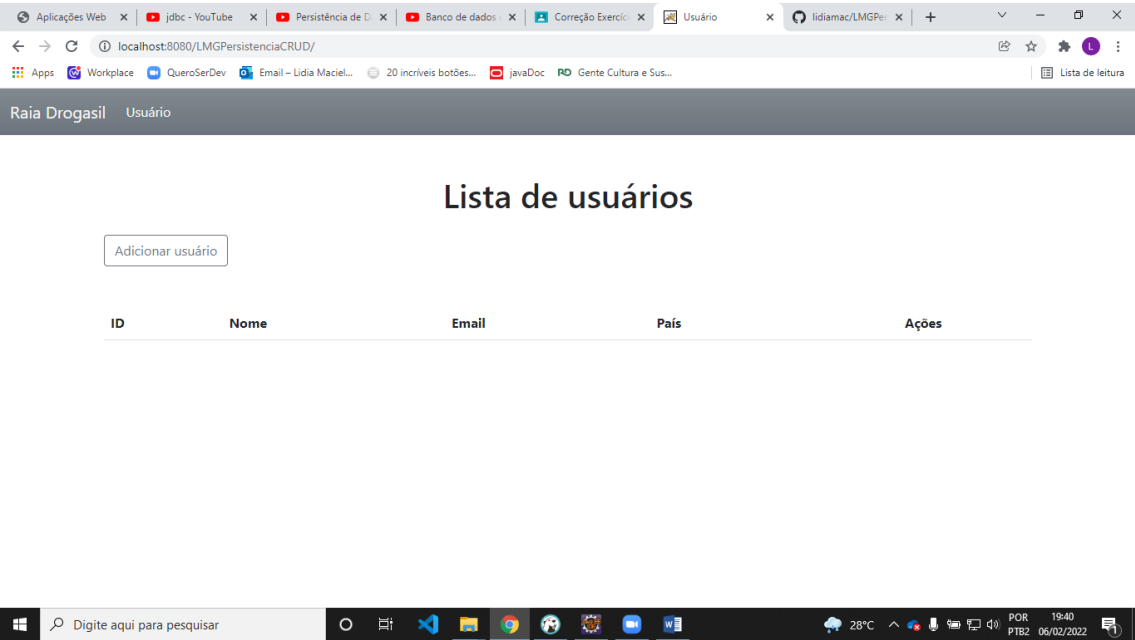 Aplicações Web
jdbc - YouTube
Persistência de D
Banco de dados
Correção Exercíc
Usuário
lidiamac/LMGPer
localhost:8080/LMGPersistenciaCRUD/
L
Apps
Workplace
QueroSerDev
Email – Lidia Maciel...
20 incríveis botões...
javaDoc
RD Gente Cultura e Sus...
Lista de leitura
Raia Drogasil
Usuário
Lista de usuários
Adicionar usuário
ID Nome Email País Ações
Digite aqui para pesquisar
28°C
POR
PTB2
19:40
06/02/2022
1